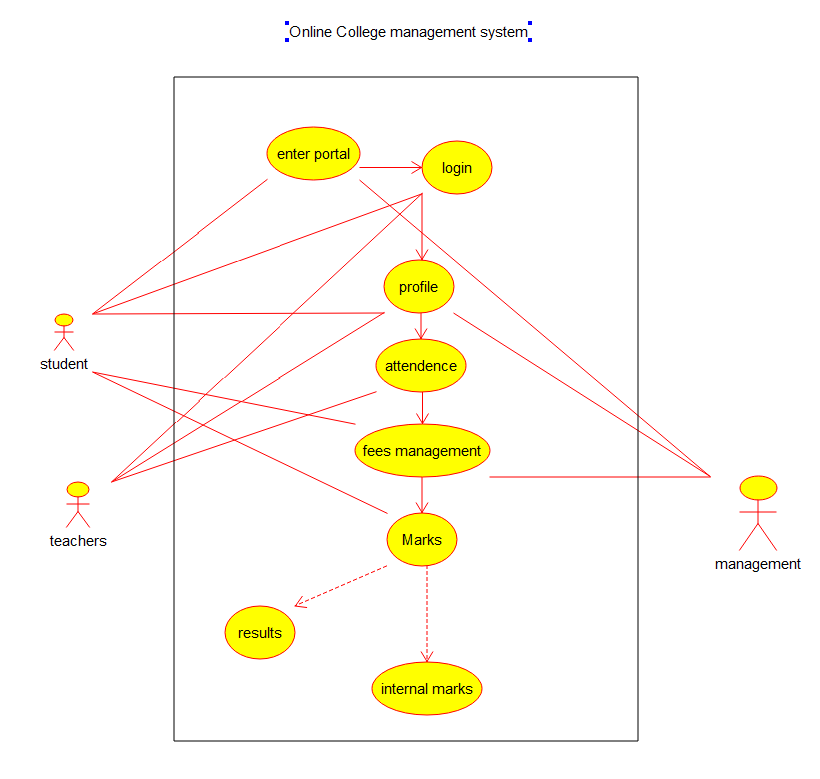 Online College management system
enter portal
login
profile
student
attendence
fees management
teachers
Marks
management
results
internal marks